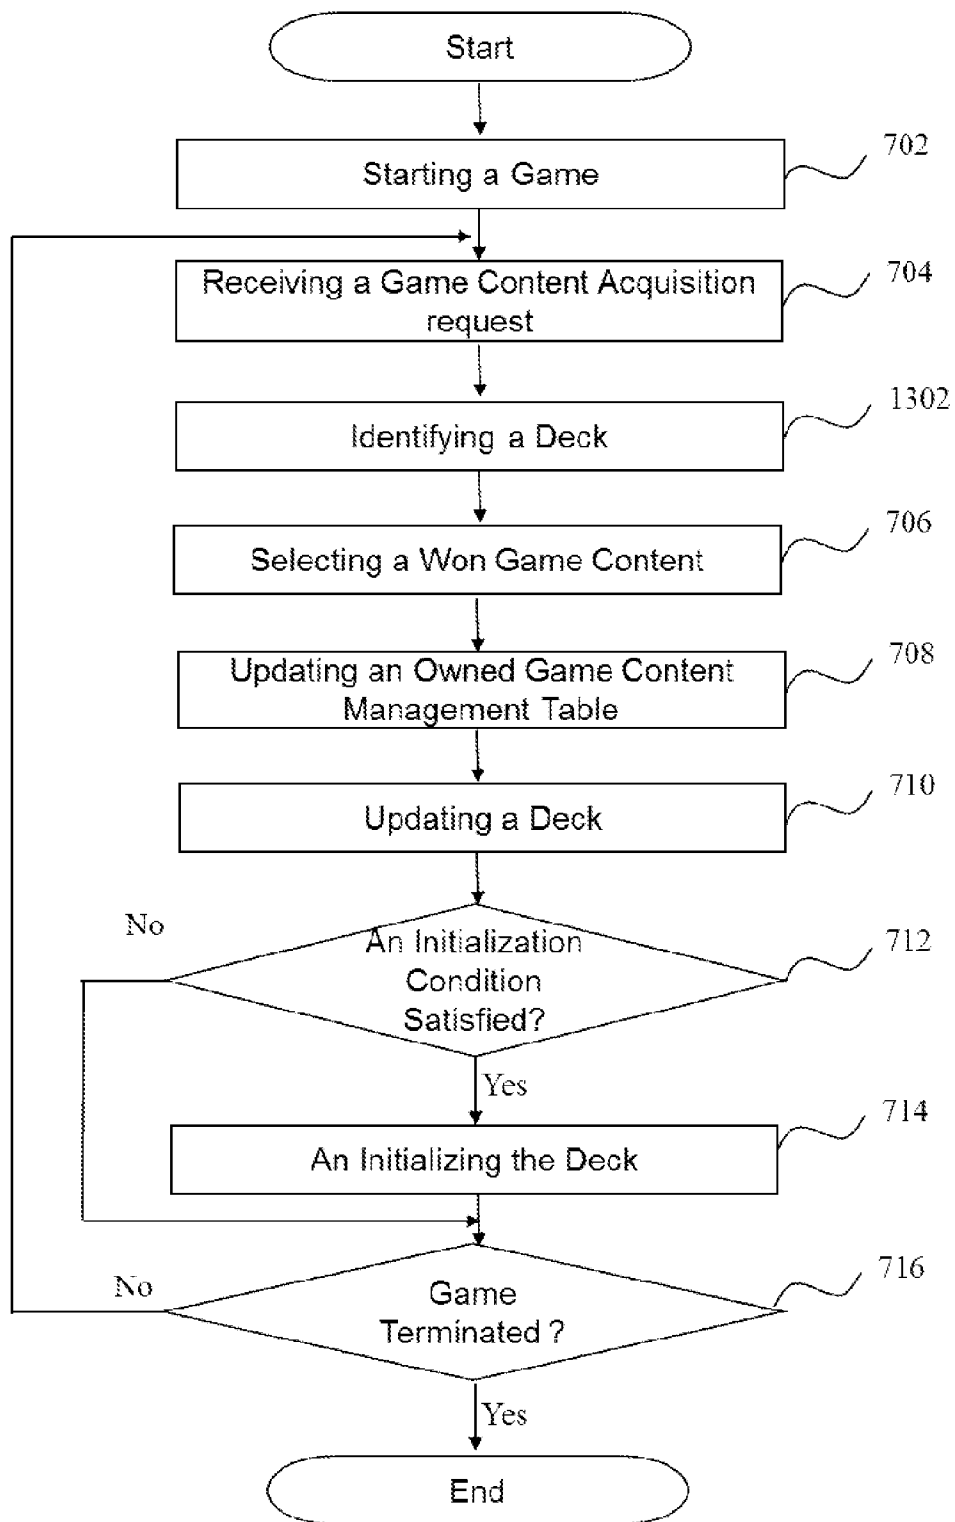 Start
Starting a Game
702
Receiving a Game Content Acquisition
request
704
Identifying a Deck
1302
Selecting a Won Game Content
706
Updating an Owned Game Content
Management Table
708
Updating a Deck
710
No
An Initialization
Condition
Satisfied?
712
Yes
An Initializing the Deck
714
No
Game
Terminated ?
716
Yes
End